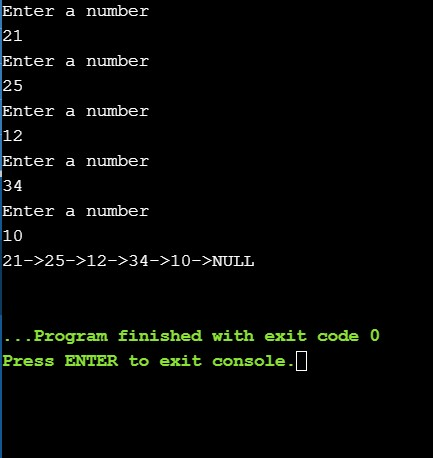 Enter a number
21
Enter a number
25
Enter a number
12
Enter a number
34
Enter a number
10
21->25->12->34->10->NULL
...Program finished with exit code 0
Press ENTER to exit console.